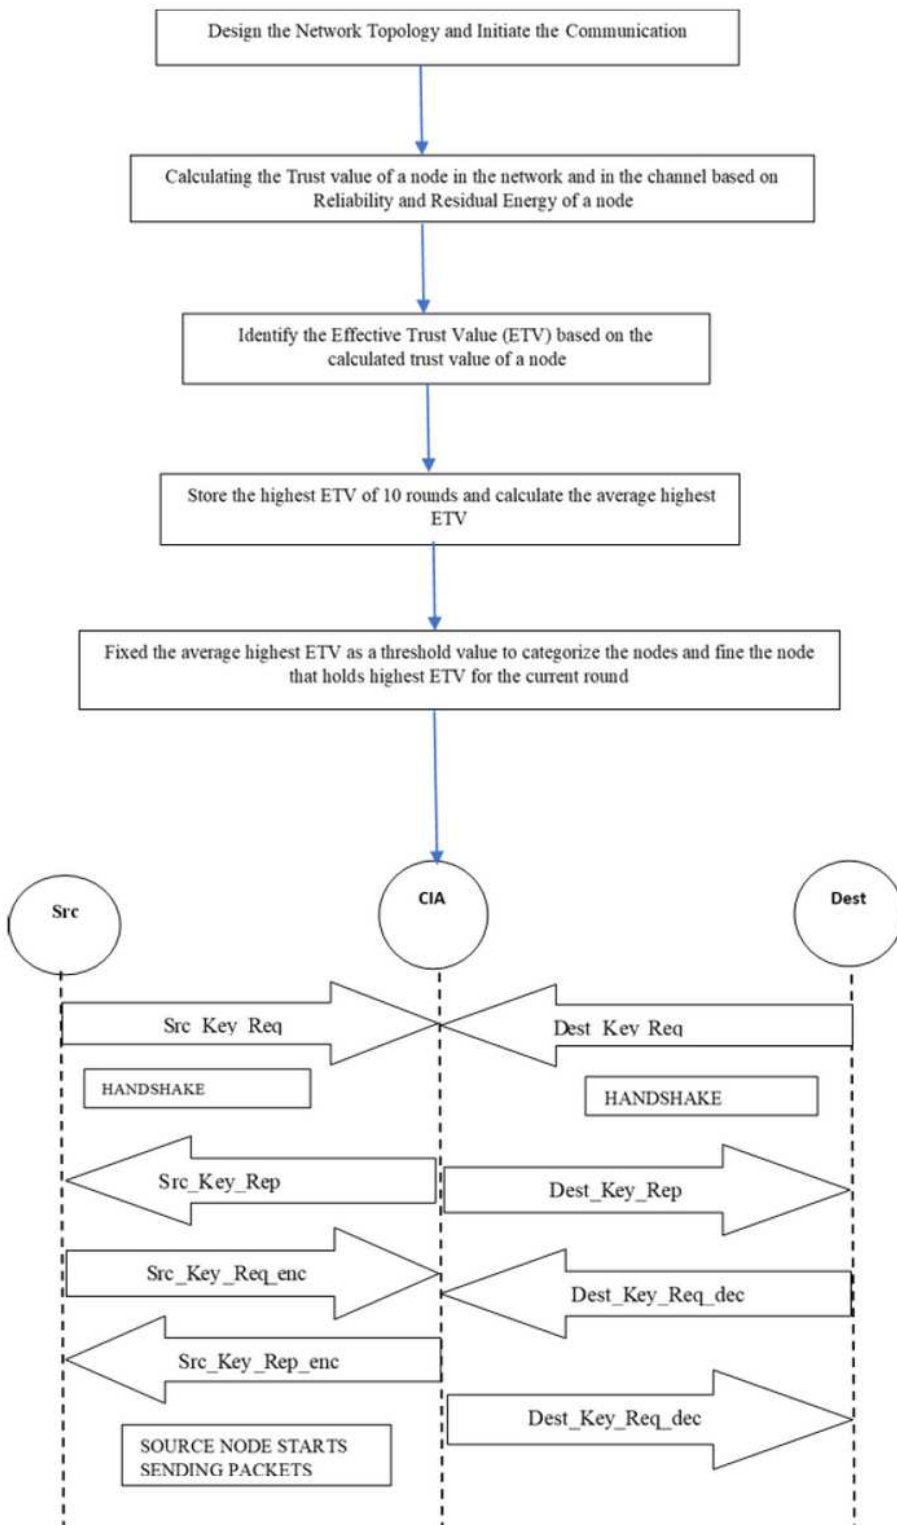 Design the Network Topology and Initiate the Communication
Calculating the Trust value of a node in the network and in the channel based on
Reliability and Residual Energy of a node
Identify the Effective Trust Value (ETV) based on the
calculated trust value of a node
Store the highest ETV of 10 rounds and calculate the average highest
ETV
Fixed the average highest ETV as a threshold value to categorize the nodes and fine the node
that holds highest ETV for the current round
Src
CIA
Dest
Src_Key_Req
Dest_Key_Req
HANDSHAKE
HANDSHAKE
Src_Key_Rep
Dest_Key_Rep
Src_Key_Req_enc
Dest_Key_Req_dec
Src_Key_Rep_enc
Dest_Key_Req_dec
SOURCE NODE STARTS
SENDING PACKETS